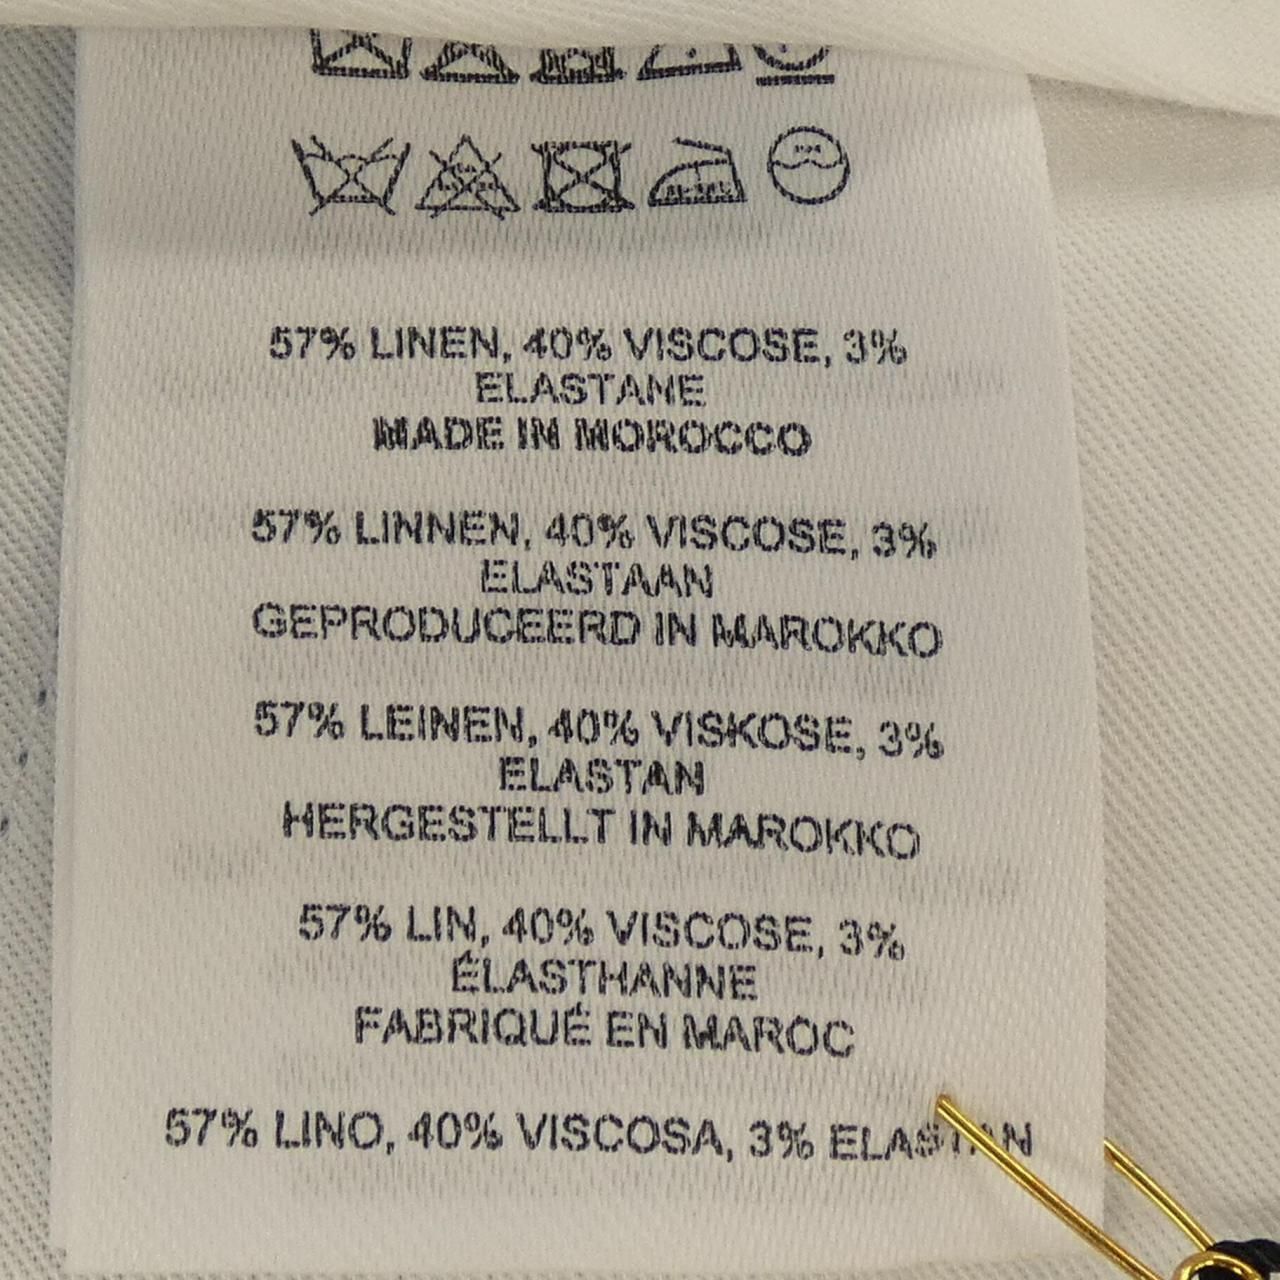 57% LINEN, 40% VISCOSE, 3%
ELASTANE
MADE IN MOROCCO
57% LINNEN, 40% VISCOSE, 3%
ELASTAAN
GEPRODUCEERD IN MAROKKO
57% LEINEN, 40% VISKOSE, 3%
ELASTAN
HERGESTELLT IN MAROKKO
57% LIN, 40% VISCOSE, 3%
ÉLASTHANNE
FABRIQUÉ EN MAROC
57% LINO, 40% VISCOSA, 3% ELASTAN